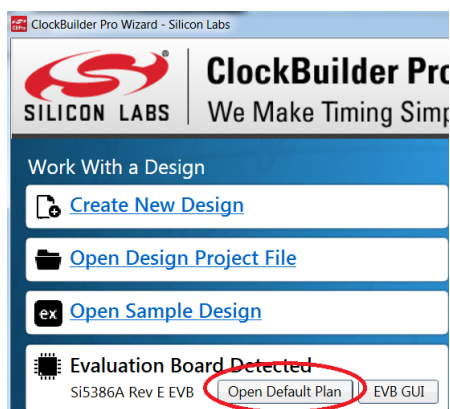 ClockBuilder Pro Wizard - Silicon Labs
SILICON LABS
ClockBuilder Pro
We Make Timing Simp
Work With a Design
Create New Design
Open Design Project File
ex Open Sample Design
Evaluation Board Detected
Si5386A Rev E EVB Open Default Plan EVB GUI